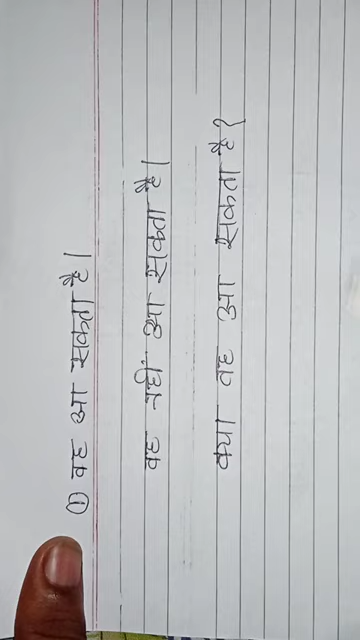 ① वह आ सकता है।
वह नहीं आ सकता है।
क्या वह आ सकता है?